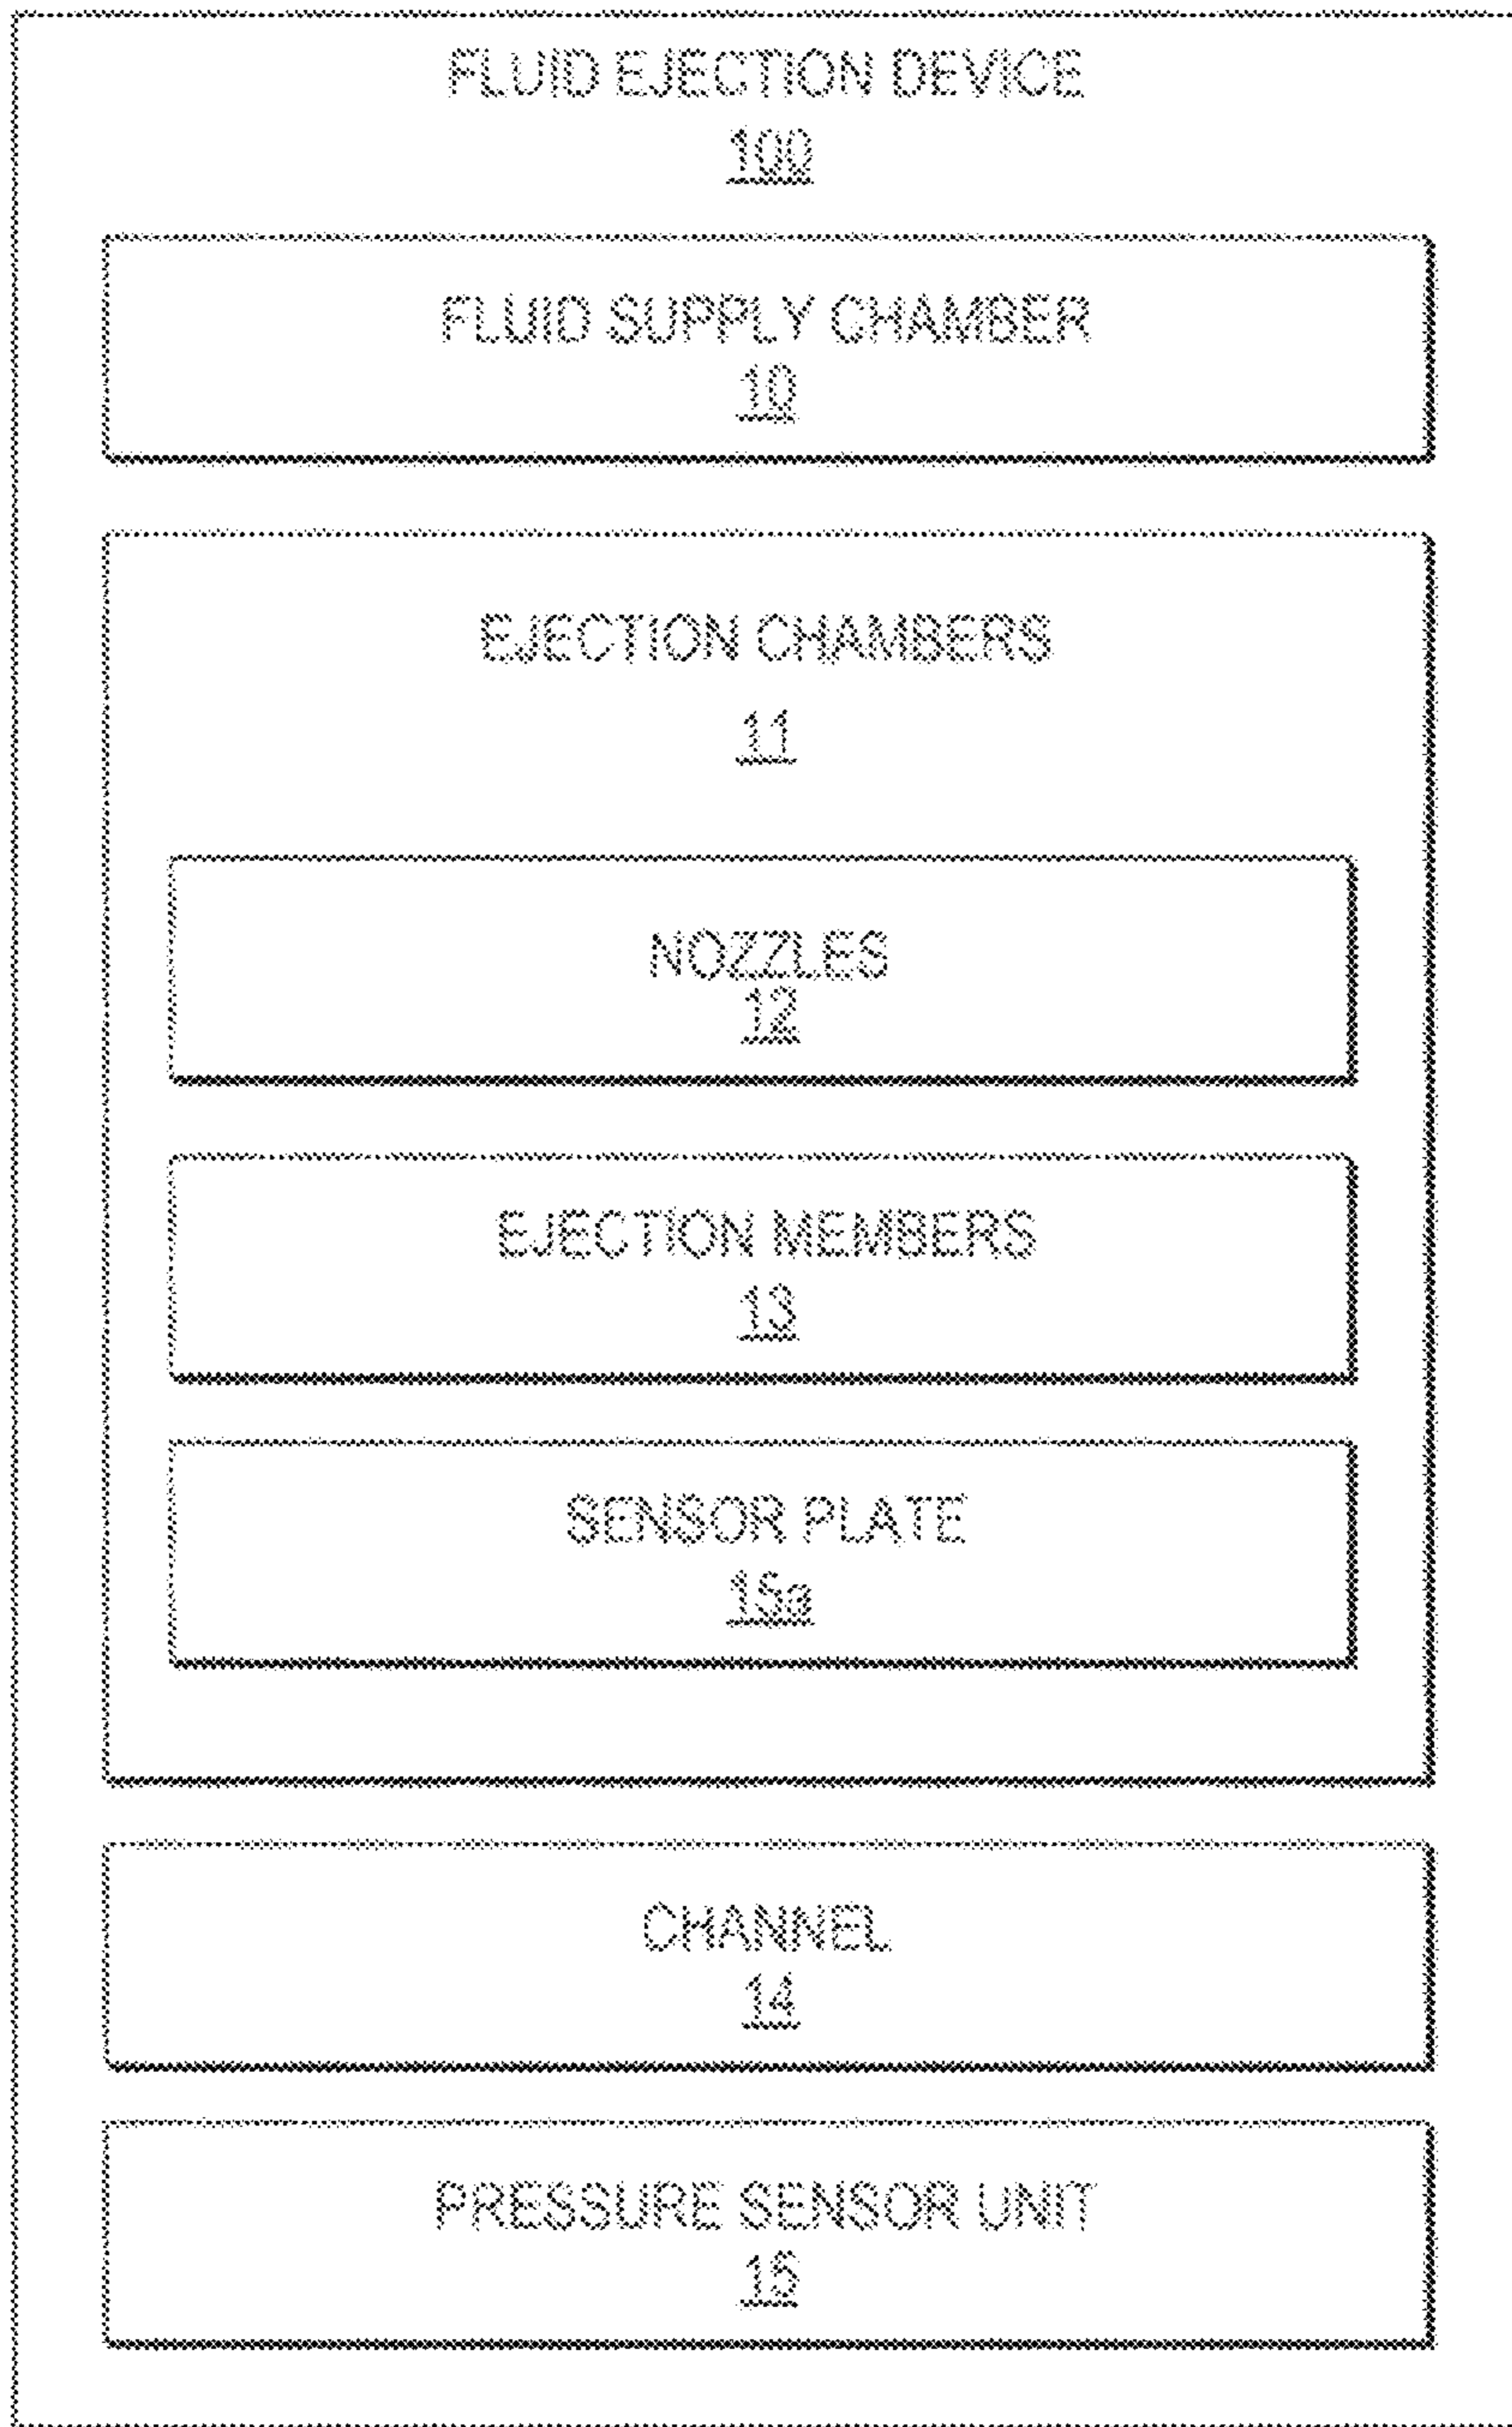 FLUID EJECTION DEVICE
100
FLUID SUPPLY CHAMBER
10
EJECTION CHAMBERS
11
NOZZLES
12
EJECTION MEMBERS
13
SENSOR PLATE
15a
CHANNEL
14
PRESSURE SENSOR UNIT
15